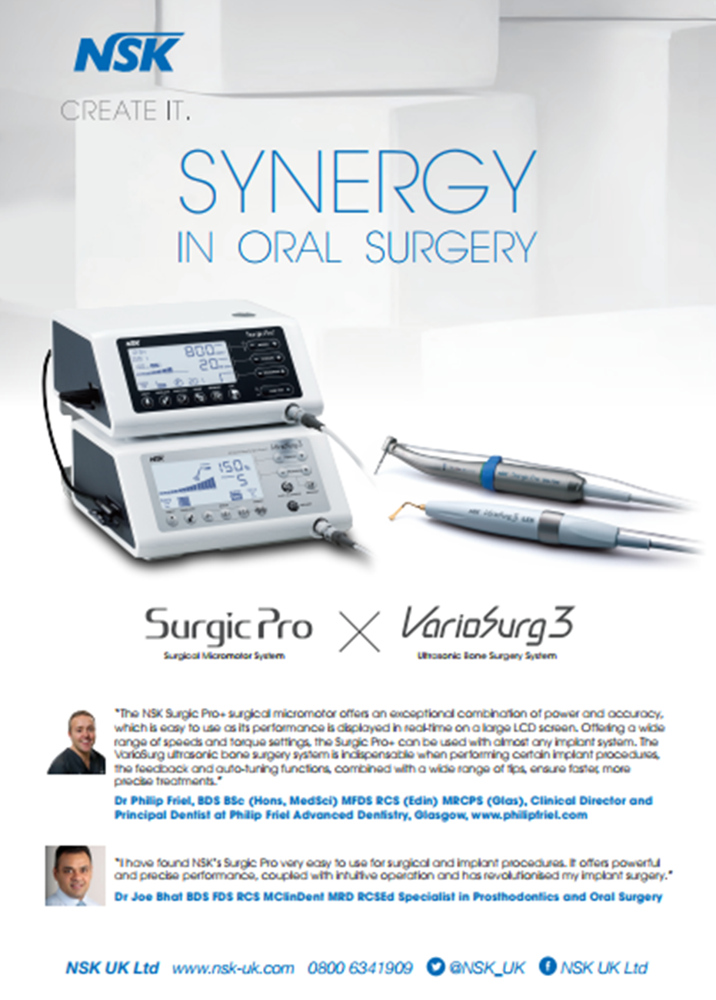 NSK
CREATE IT.
SYNERGY
IN ORAL SURGERY
NSK
SurgicPro
800
20
NSK
VarioSurg3
150%
5
Surgic Pro
VarioSurg3
Surgical Micromotor System
Ultrasonic Bone Surgery System
"The NSK Surgic Pro+ surgical micromotor offers an exceptional combination of power and accuracy,
which is easy to use as its performance is displayed in real-time on a large LCD screen. Offering a wide
range of speeds and torque settings, the Surgic Pro+ can be used with almost any implant system. The
VarioSurg ultrasonic bone surgery system is indispensable when performing certain implant procedures,
the feedback and auto-tuning functions, combined with a wide range of tips, ensure faster, more
precise treatments."
Dr Philip Friel, BDS BSc (Hons, MedSci) MFDS RCS (Edin) MRCPS (Glas), Clinical Director and
Principal Dentist at Philip Friel Advanced Dentistry, Glasgow, www.philipfriel.com
"I have found NSK's Surgic Pro very easy to use for surgical and implant procedures. It offers powerful
and precise performance, coupled with intuitive operation and has revolutionised my implant surgery."
Dr Joe Bhat BDS FDS RCS MClinDent MRD RCSEd Specialist in Prosthodontics and Oral Surgery
NSK UK Ltd www.nsk-uk.com 0800 6341909 @NSK_UK NSK UK Ltd